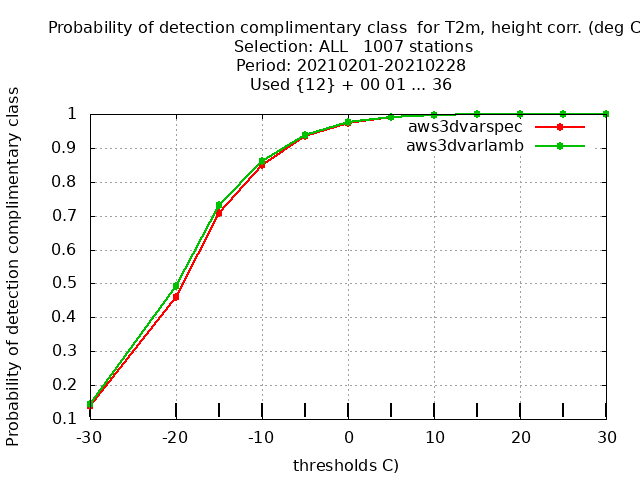 Probability of detection complimentary class  for T2m, height corr. (deg C
Selection: ALL   1007 stations
Period: 20210201-20210228
Used {12} + 00 01 ... 36
Probability of detection complimentary class
1
0.9
0.8
0.7
0.6
0.5
0.4
0.3
0.2
0.1
aws3dvarspec
aws3dvarlamb
-30 -20 -10 0 10 20 30
thresholds C)